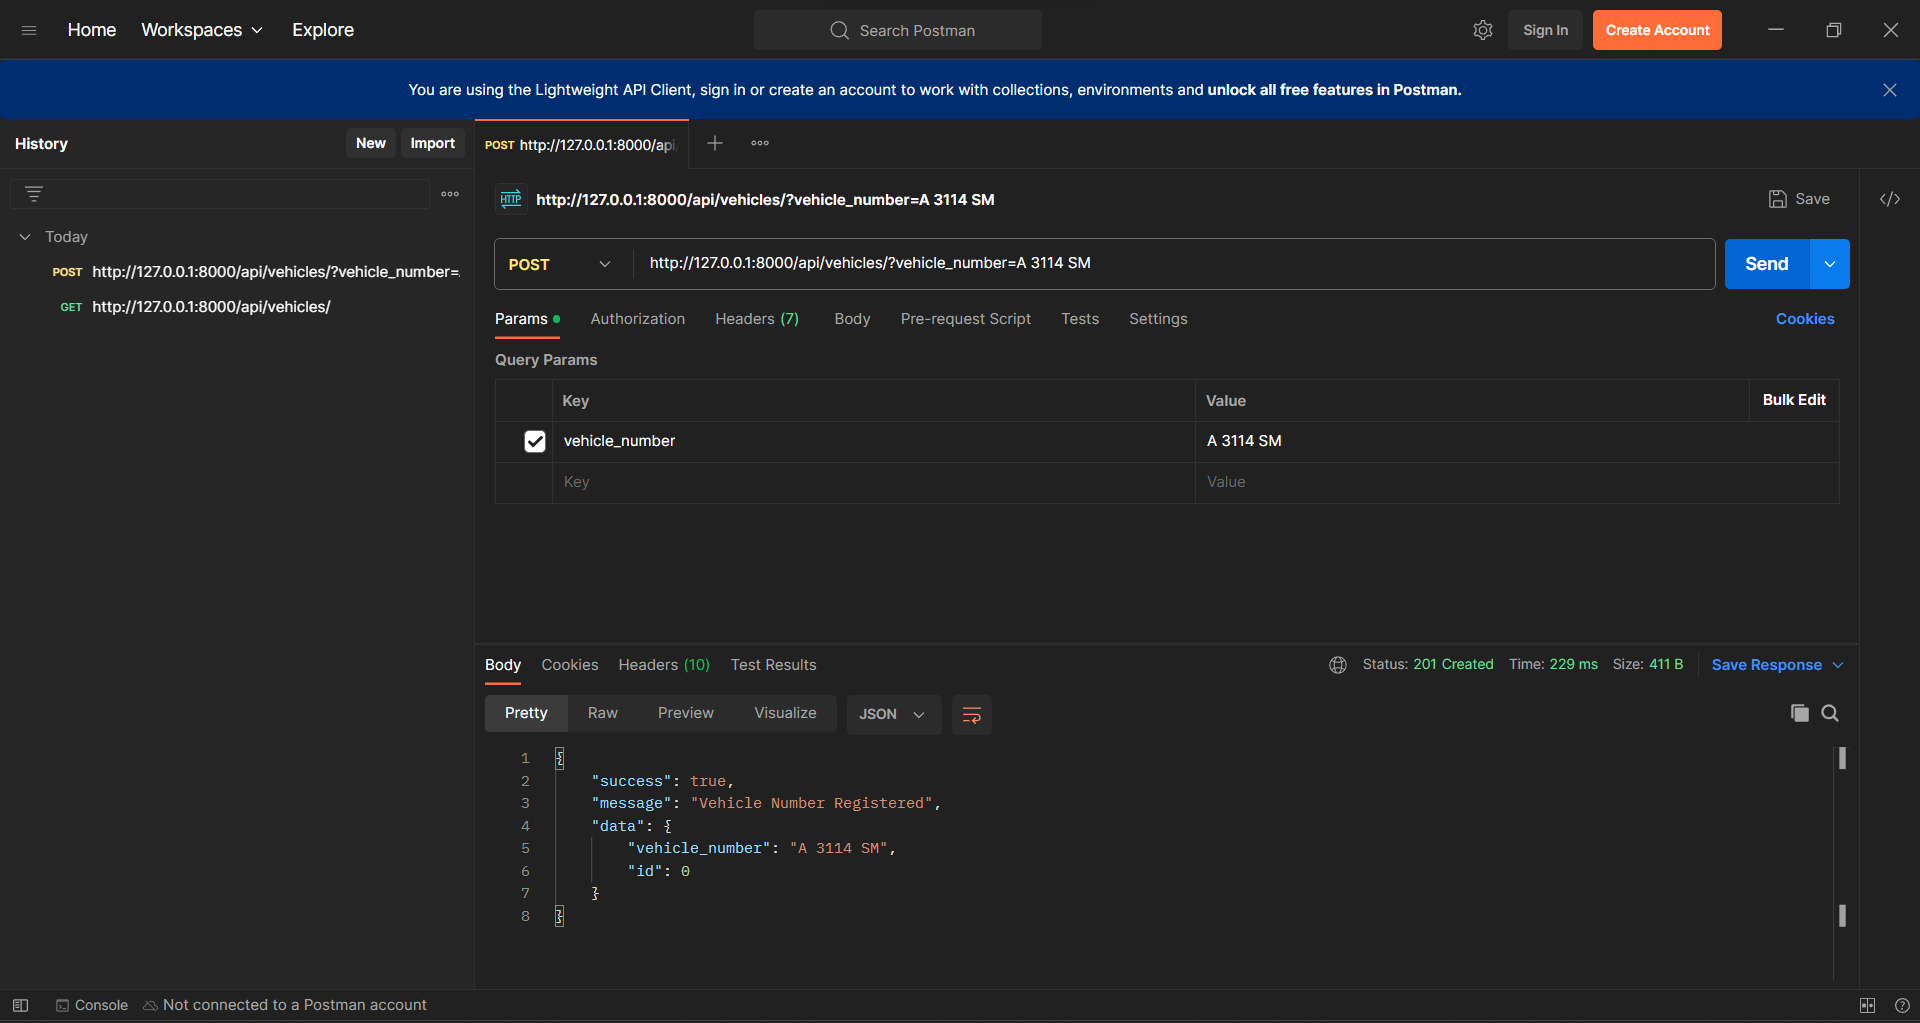 Home Workspaces Explore Search Postman Sign In Create Account
You are using the Lightweight API Client, sign in or create an account to work with collections, environments and unlock all free features in Postman.
History New Import
POST http://127.0.0.1:8000/api
HTTP http://127.0.0.1:8000/api/vehicles/?vehicle_number=A 3114 SM Save </>
Today
POST http://127.0.0.1:8000/api/vehicles/?vehicle_number=
GET http://127.0.0.1:8000/api/vehicles/
POST http://127.0.0.1:8000/api/vehicles/?vehicle_number=A 3114 SM Send
Params Authorization Headers (7) Body Pre-request Script Tests Settings Cookies
Query Params
Key Value Bulk Edit
vehicle_number A 3114 SM
Key Value
Body Cookies Headers (10) Test Results Status: 201 Created Time: 229 ms Size: 411 B Save Response
Pretty Raw Preview Visualize JSON
1 {
2 "success": true,
3 "message": "Vehicle Number Registered",
4 "data": {
5 "vehicle_number": "A 3114 SM",
6 "id": 0
7 }
8 }
Console Not connected to a Postman account